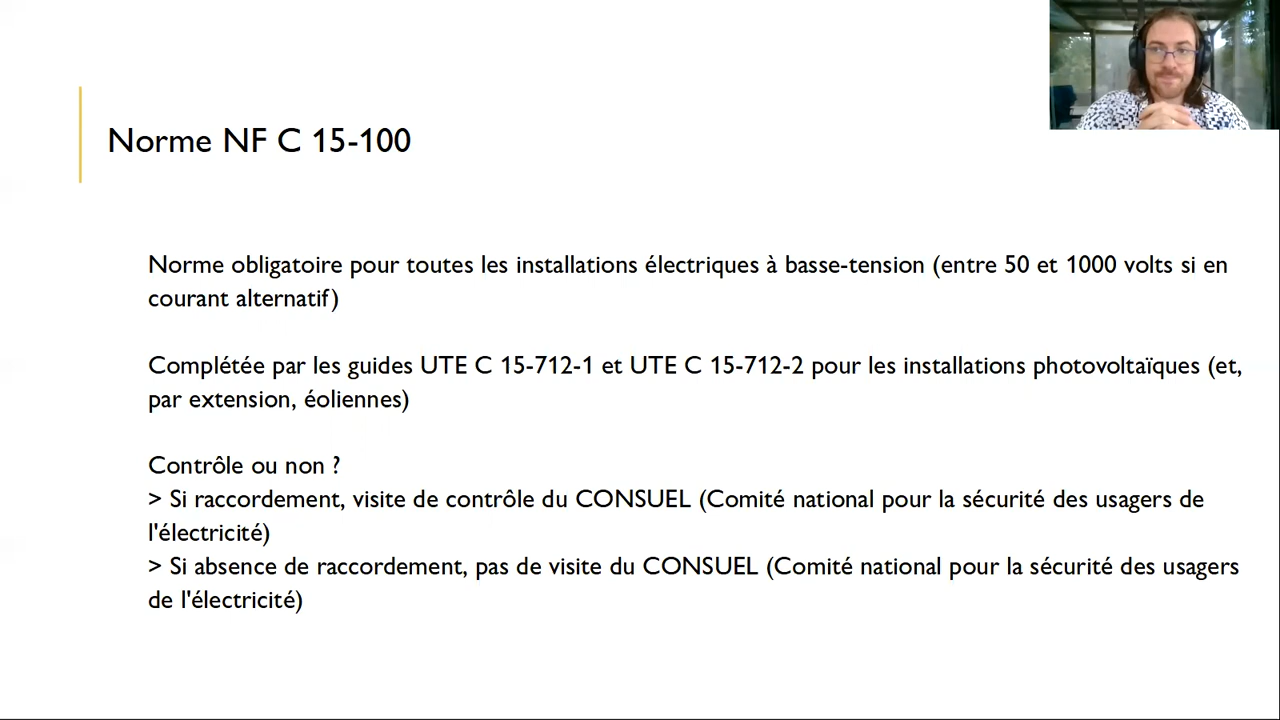 Norme NF C 15-100
Norme obligatoire pour toutes les installations électriques à basse-tension (entre 50 et 1000 volts si en
courant alternatif)
Complétée par les guides UTE C 15-712-1 et UTE C 15-712-2 pour les installations photovoltaïques (et,
par extension, éoliennes)
Contrôle ou non ?
> Si raccordement, visite de contrôle du CONSUEL (Comité national pour la sécurité des usagers de
l'électricité)
> Si absence de raccordement, pas de visite du CONSUEL (Comité national pour la sécurité des usagers
de l'électricité)